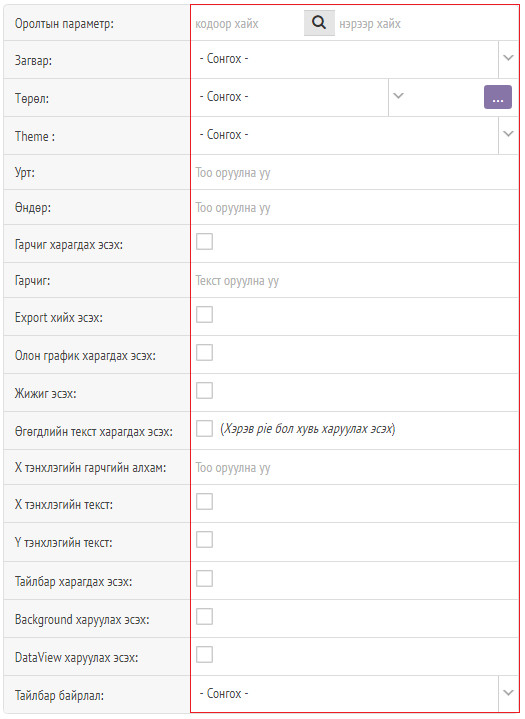 Оролтын параметр: кодоор хайх нэрээр хайх
Загвар: - Сонгох -
Төрөл: - Сонгох - ...
Theme : - Сонгох -
Урт: Тоо оруулна уу
Өндөр: Тоо оруулна уу
Гарчиг харагдах эсэх:
Гарчиг: Текст оруулна уу
Export хийх эсэх:
Олон график харагдах эсэх:
Жижиг эсэх:
Өгөгдлийн текст харагдах эсэх: (Хэрэв pie бол хувь харуулах эсэх)
X тэнхлэгийн гарчгийн алхам: Тоо оруулна уу
X тэнхлэгийн текст:
Y тэнхлэгийн текст:
Тайлбар харагдах эсэх:
Background харуулах эсэх:
DataView харуулах эсэх:
Тайлбар байрлал: - Сонгох -